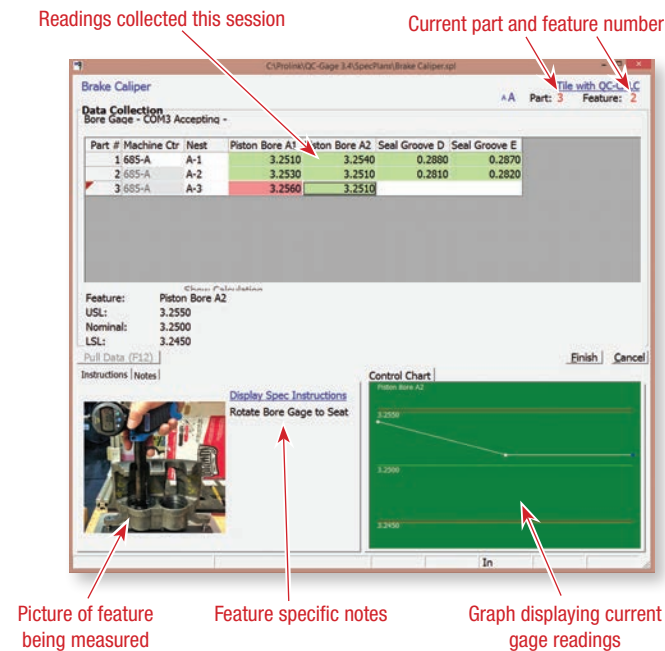 Readings collected this session
Current part and feature number
C:\Prolink\QC-Gage 3.4\SpecPlans\Brake Caliper.xpl
Brake Caliper
Tile with
AA Part: 3 Feature: 2
Data Collection
Bore Gage - COM3 Accepting -
Part # Machine Ctr Nest Piston Bore A1 Piston Bore A2 Seal Groove D Seal Groove E
1 685-A A-1 3.2510 3.2540 0.2880 0.2870
2 685-A A-2 3.2530 3.2510 0.2810 0.2820
3 685-A A-3 3.2560 3.2510
Show Calculation
Feature: Piston Bore A2
USL: 3.2550
Nominal: 3.2500
LSL: 3.2450
Pull Data (F12)
Finish Cancel
Instructions Notes
Control Chart
Piston Bore A2
Display Spec Instructions
Rotate Bore Gage to Seat
3.2550
3.2500
3.2450
In
Picture of feature
being measured
Feature specific notes
Graph displaying current
gage readings